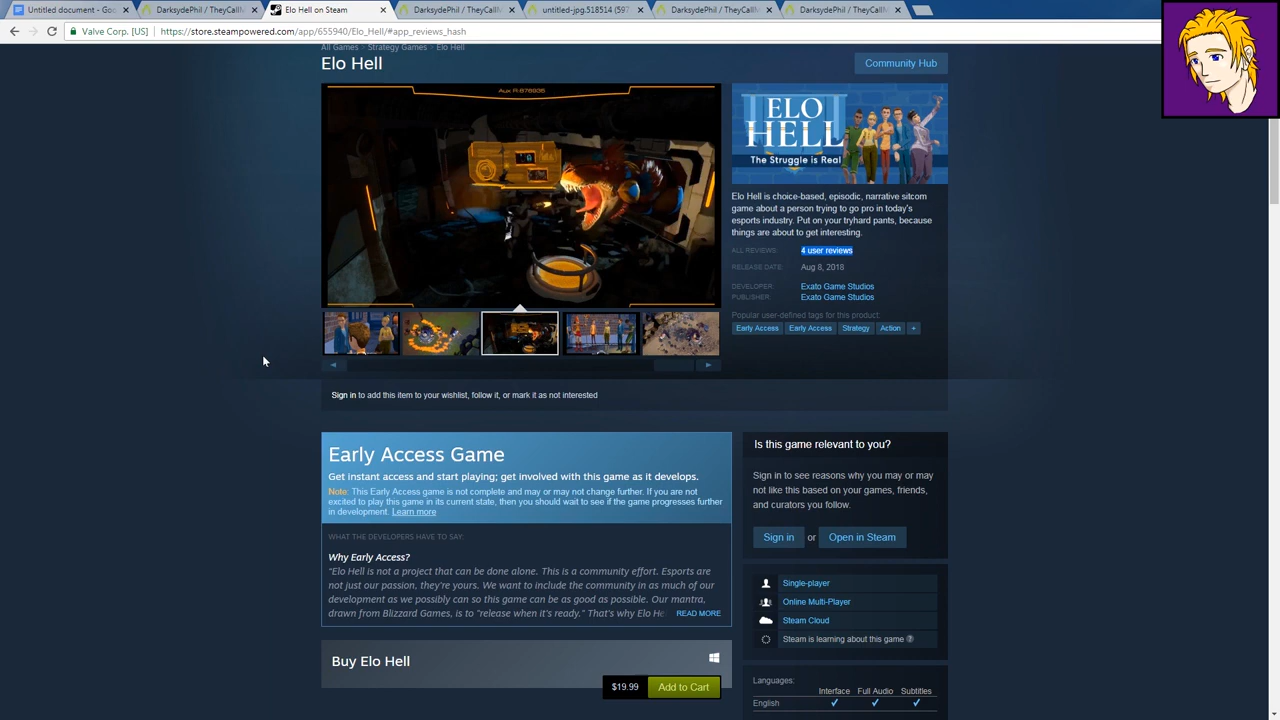 Untitled document - Goo
DarksydePhil / TheyCallM
Elo Hell on Steam
DarksydePhil / TheyCallM
untitled-jpg.518514 (597
DarksydePhil / TheyCallM
DarksydePhil / TheyCallM
Valve Corp. [US]
https://store.steampowered.com/app/655940/Elo_Hell/#app_reviews_hash
All Games > Strategy Games > Elo Hell
Elo Hell
Community Hub
Aux R-676935
ELO
HELL
The Struggle is Real
Elo Hell is choice-based, episodic, narrative sitcom
game about a person trying to go pro in today's
esports industry. Put on your tryhard pants, because
things are about to get interesting.
ALL REVIEWS: 4 user reviews
RELEASE DATE: Aug 8, 2018
DEVELOPER: Exato Game Studios
PUBLISHER: Exato Game Studios
Popular user-defined tags for this product:
Early Access Early Access Strategy Action +
Sign in to add this item to your wishlist, follow it, or mark it as not interested
Early Access Game
Get instant access and start playing; get involved with this game as it develops.
Note: This Early Access game is not complete and may or may not change further. If you are not
excited to play this game in its current state, then you should wait to see if the game progresses further
in development. Learn more
WHAT THE DEVELOPERS HAVE TO SAY:
Why Early Access?
"Elo Hell is not a project that can be done alone. This is a community effort. Esports are
not just our passion, they're yours. We want to include the community in as much of our
development as we possibly can so this game can be as good as possible. Our mantra,
drawn from Blizzard Games, is to "release when it's ready." That's why Elo He
READ MORE
Buy Elo Hell
$19.99 Add to Cart
Is this game relevant to you?
Sign in to see reasons why you may or may
not like this based on your games, friends,
and curators you follow.
Sign in or Open in Steam
Single-player
Online Multi-Player
Steam Cloud
Steam is learning about this game ?
Languages:
Interface Full Audio Subtitles
English ✓ ✓ ✓